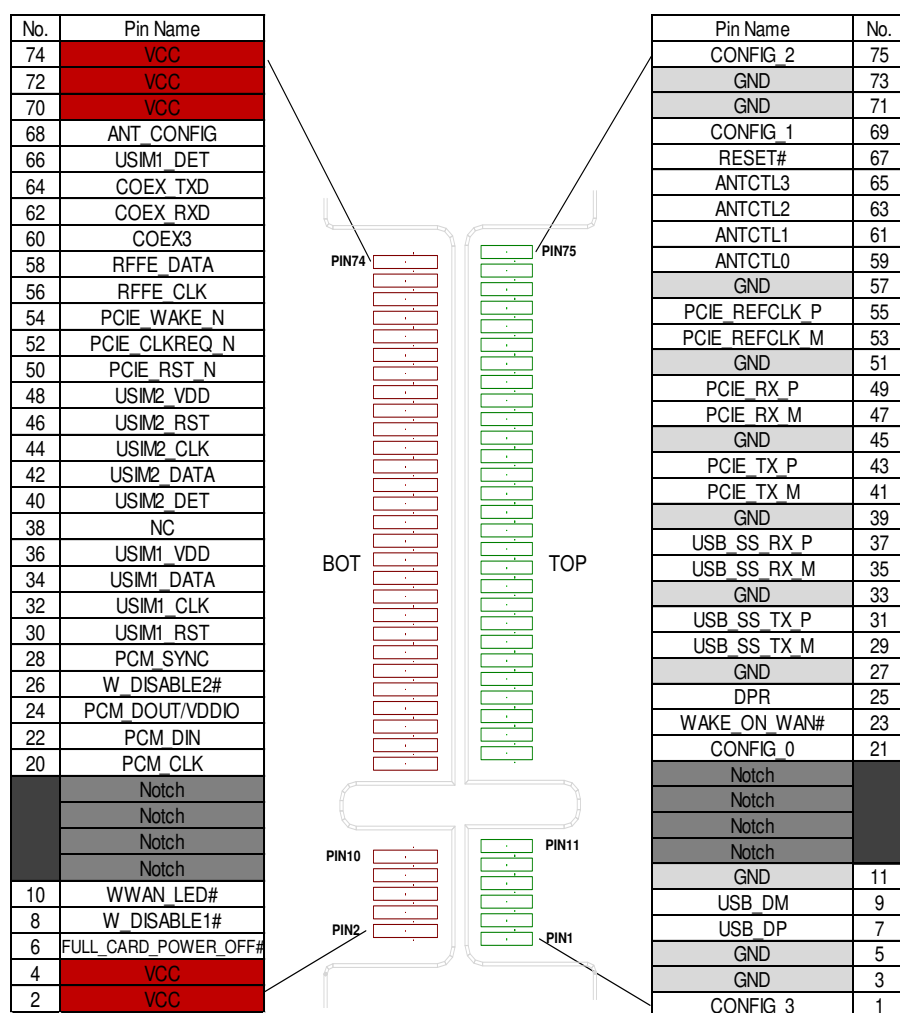 No. Pin Name
74 VCC
72 VCC
70 VCC
68 ANT_CONFIG
66 USIM1_DET
64 COEX_TXD
62 COEX_RXD
60 COEX3
58 RFFE_DATA
56 RFFE_CLK
54 PCIE_WAKE_N
52 PCIE_CLKREQ_N
50 PCIE_RST_N
48 USIM2_VDD
46 USIM2_RST
44 USIM2_CLK
42 USIM2_DATA
40 USIM2_DET
38 NC
36 USIM1_VDD
34 USIM1_DATA
32 USIM1_CLK
30 USIM1_RST
28 PCM_SYNC
26 W_DISABLE2#
24 PCM_DOUT/VDDIO
22 PCM_DIN
20 PCM_CLK
Notch
Notch
Notch
Notch
10 WWAN_LED#
8 W_DISABLE1#
6 FULL_CARD_POWER_OFF#
4 VCC
2 VCC
PIN74
PIN75
BOT
TOP
PIN10
PIN11
PIN2
PIN1
Pin Name No.
CONFIG_2 75
GND 73
GND 71
CONFIG_1 69
RESET# 67
ANTCTL3 65
ANTCTL2 63
ANTCTL1 61
ANTCTL0 59
GND 57
PCIE_REFCLK_P 55
PCIE_REFCLK_M 53
GND 51
PCIE_RX_P 49
PCIE_RX_M 47
GND 45
PCIE_TX_P 43
PCIE_TX_M 41
GND 39
USB_SS_RX_P 37
USB_SS_RX_M 35
GND 33
USB_SS_TX_P 31
USB_SS_TX_M 29
GND 27
DPR 25
WAKE_ON_WAN# 23
CONFIG_0 21
Notch
Notch
Notch
Notch
GND 11
USB_DM 9
USB_DP 7
GND 5
GND 3
CONFIG_3 1